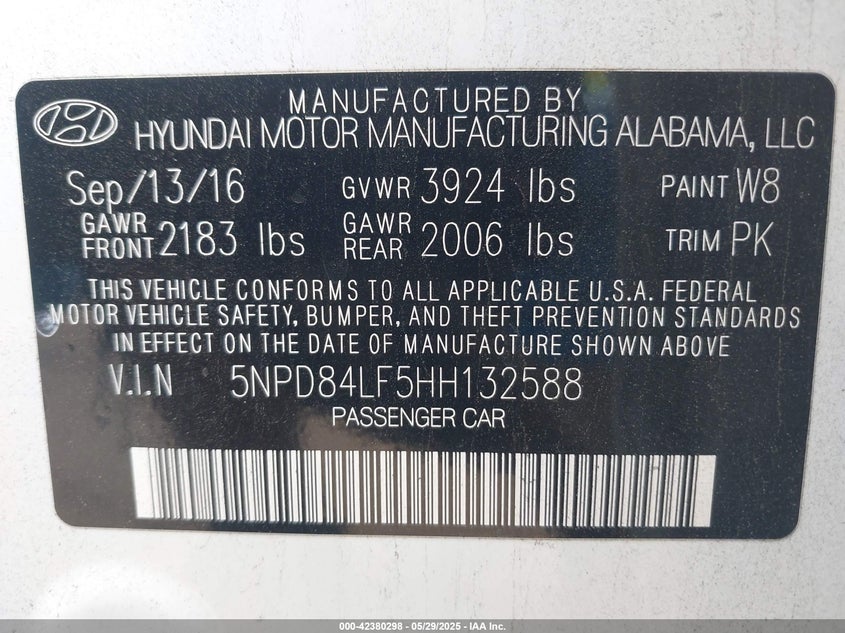 MANUFACTURED BY
HYUNDAI MOTOR MANUFACTURING ALABAMA, LLC
Sep/13/16 GVWR 3924 lbs PAINT W8
GAWR FRONT 2183 lbs GAWR REAR 2006 lbs TRIM PK
THIS VEHICLE CONFORMS TO ALL APPLICABLE U.S.A. FEDERAL
MOTOR VEHICLE SAFETY, BUMPER, AND THEFT PREVENTION STANDARDS
IN EFFECT ON THE DATE OF MANUFACTURE SHOWN ABOVE
V.I.N 5NPD84LF5HH132588
PASSENGER CAR
000-42380298 - 05/29/2025 - IAA Inc.